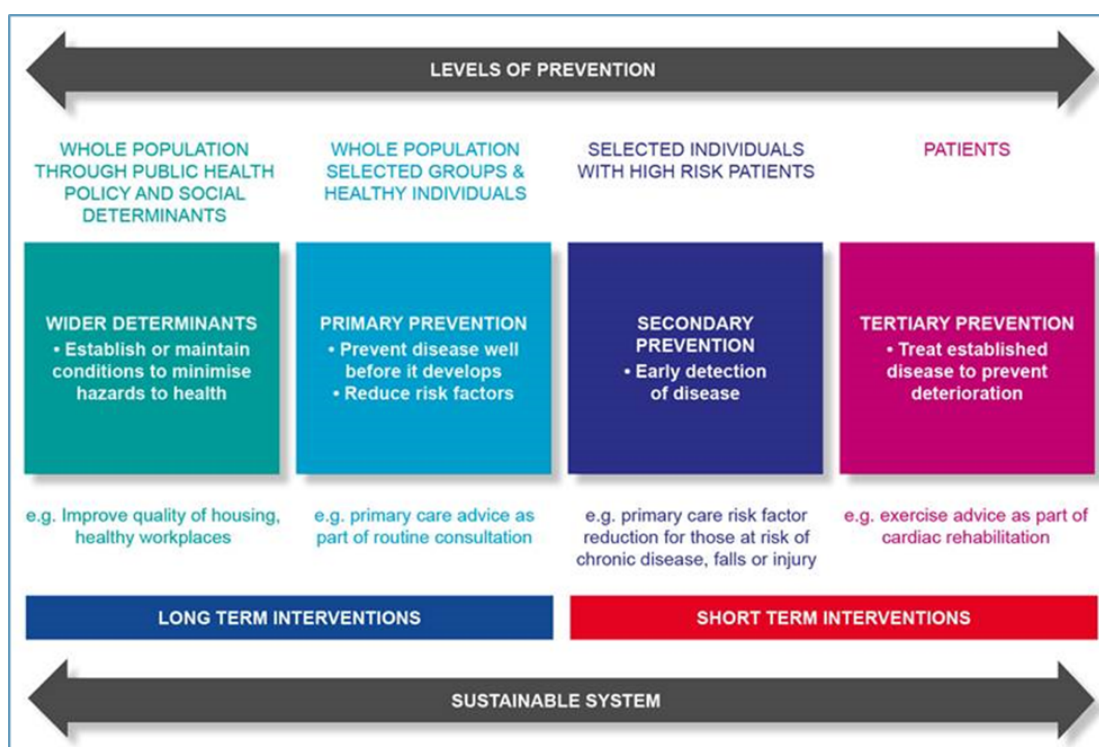 LEVELS OF PREVENTION
WHOLE POPULATION
THROUGH PUBLIC HEALTH
POLICY AND SOCIAL
DETERMINANTS
WHOLE POPULATION
SELECTED GROUPS &
HEALTHY INDIVIDUALS
SELECTED INDIVIDUALS
WITH HIGH RISK PATIENTS
PATIENTS
WIDER DETERMINANTS
• Establish or maintain
conditions to minimise
hazards to health
PRIMARY PREVENTION
• Prevent disease well
before it develops
• Reduce risk factors
SECONDARY
PREVENTION
• Early detection
of disease
TERTIARY PREVENTION
• Treat established
disease to prevent
deterioration
e.g. Improve quality of housing,
healthy workplaces
e.g. primary care advice as
part of routine consultation
e.g. primary care risk factor
reduction for those at risk of
chronic disease, falls or injury
e.g. exercise advice as part of
cardiac rehabilitation
LONG TERM INTERVENTIONS
SHORT TERM INTERVENTIONS
SUSTAINABLE SYSTEM